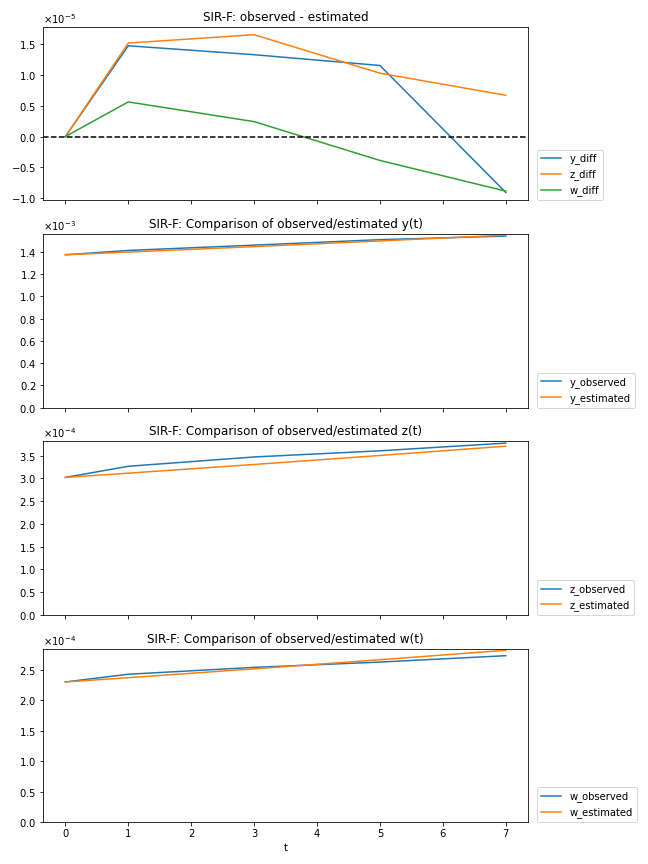 SIR-F: observed - estimated
×10⁻⁵
1.5
1.0
0.5
0.0
−0.5
−1.0
y_diff
z_diff
w_diff
SIR-F: Comparison of observed/estimated y(t)
×10⁻³
1.4
1.2
1.0
0.8
0.6
0.4
0.2
0.0
y_observed
y_estimated
SIR-F: Comparison of observed/estimated z(t)
×10⁻⁴
3.5
3.0
2.5
2.0
1.5
1.0
0.5
0.0
z_observed
z_estimated
SIR-F: Comparison of observed/estimated w(t)
×10⁻⁴
2.5
2.0
1.5
1.0
0.5
0.0
w_observed
w_estimated
0 1 2 3 4 5 6 7
t